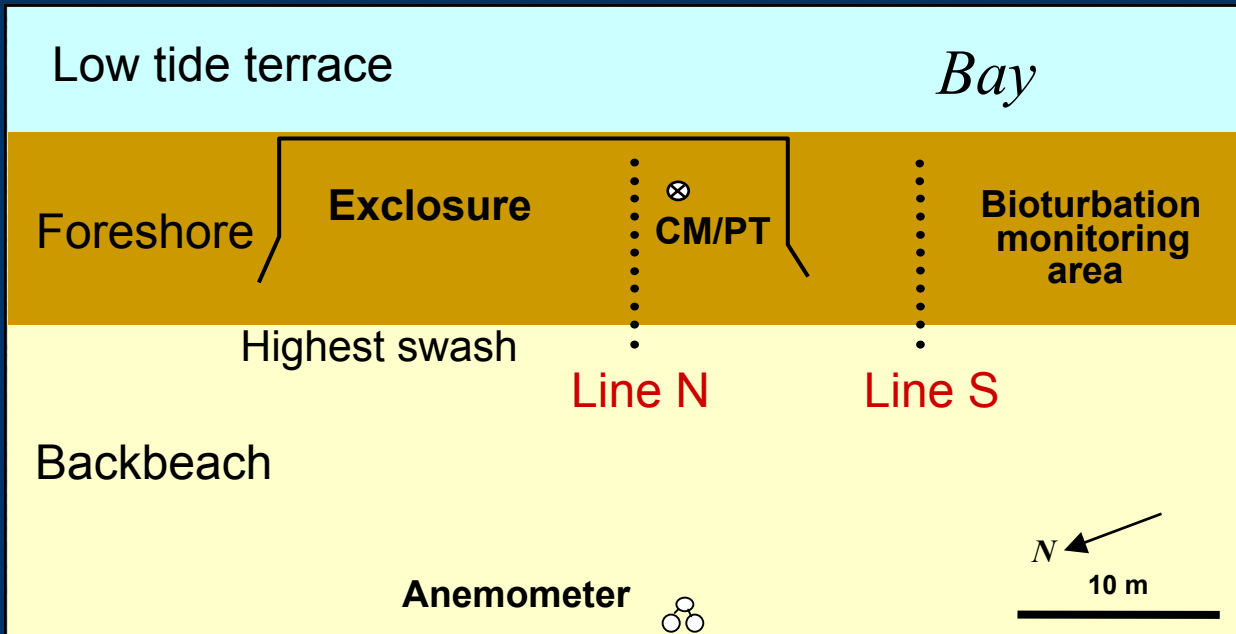 Low tide terrace
Bay
Exclosure
Foreshore
CM/PT
Bioturbation
monitoring
area
Highest swash
Line N
Line S
Backbeach
N
10 m
Anemometer